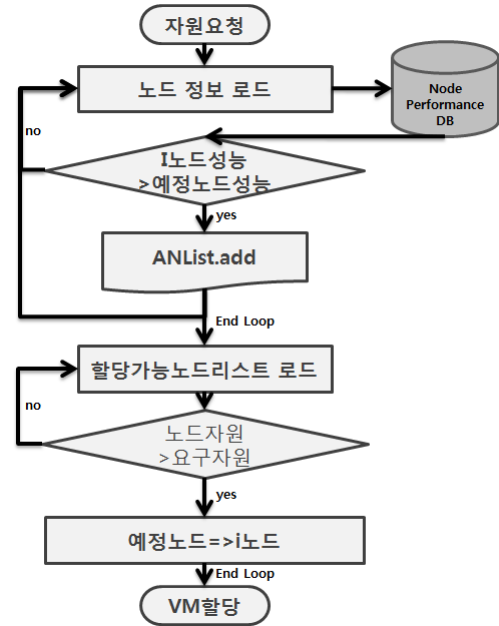 자원요청
노드 정보 로드
Node
Performance
DB
no
I노드성능
>예정노드성능
yes
ANList.add
End Loop
할당가능노드리스트 로드
no
노드자원
>요구자원
yes
예정노드=>i노드
End Loop
VM할당